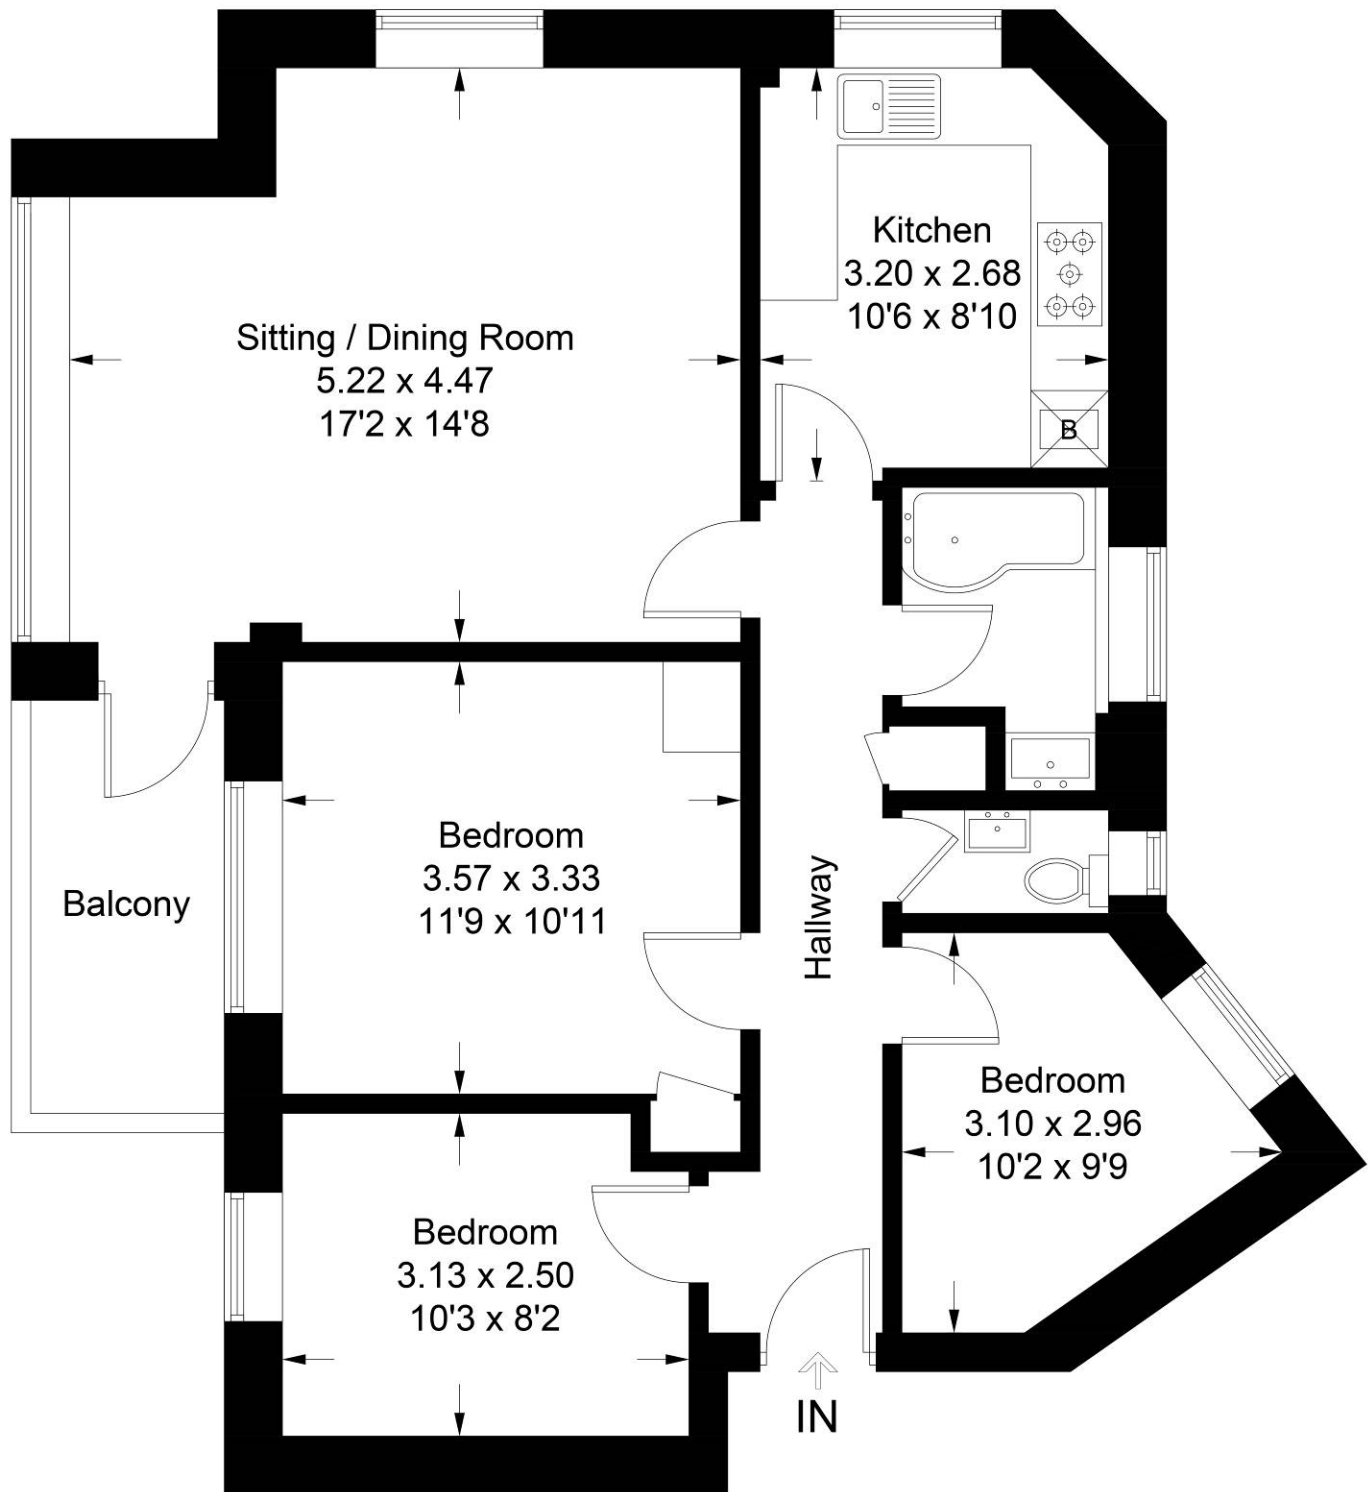 Kitchen
3.20 x 2.68
10'6 x 8'10
Sitting / Dining Room
5.22 x 4.47
17'2 x 14'8
B
Bedroom
3.57 x 3.33
11'9 x 10'11
Balcony
Hallway
Bedroom
3.10 x 2.96
10'2 x 9'9
Bedroom
3.13 x 2.50
10'3 x 8'2
IN